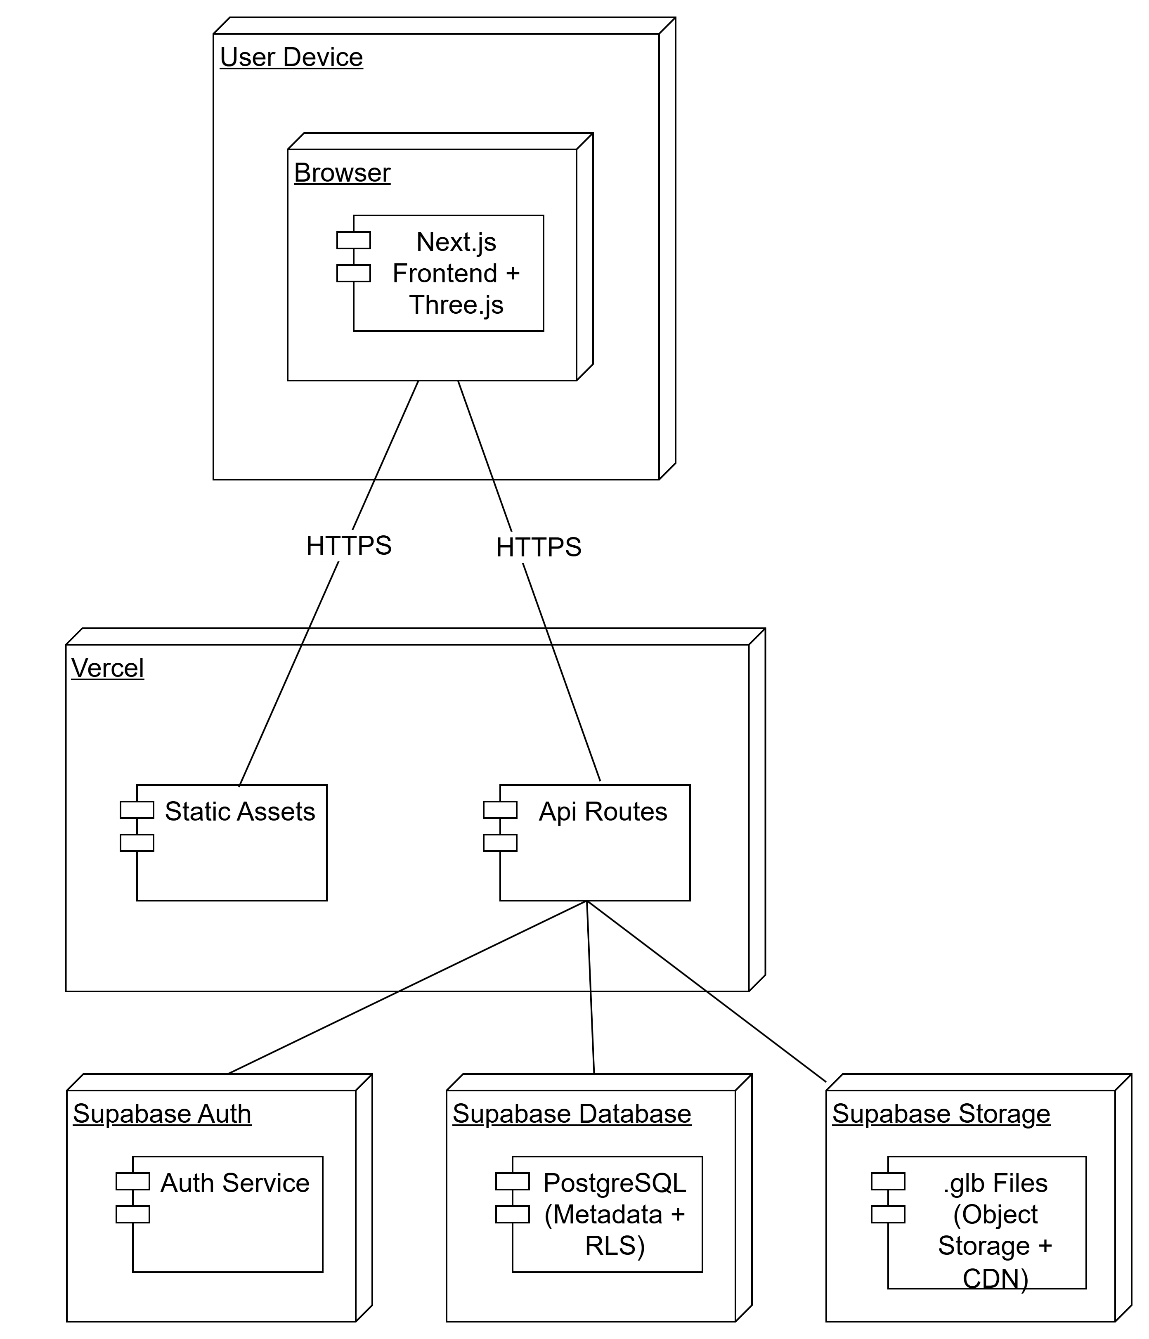 User Device
Browser
Next.js
Frontend +
Three.js
HTTPS
HTTPS
Vercel
Static Assets
Api Routes
Supabase Auth
Auth Service
Supabase Database
PostgreSQL
(Metadata +
RLS)
Supabase Storage
.glb Files
(Object
Storage +
CDN)